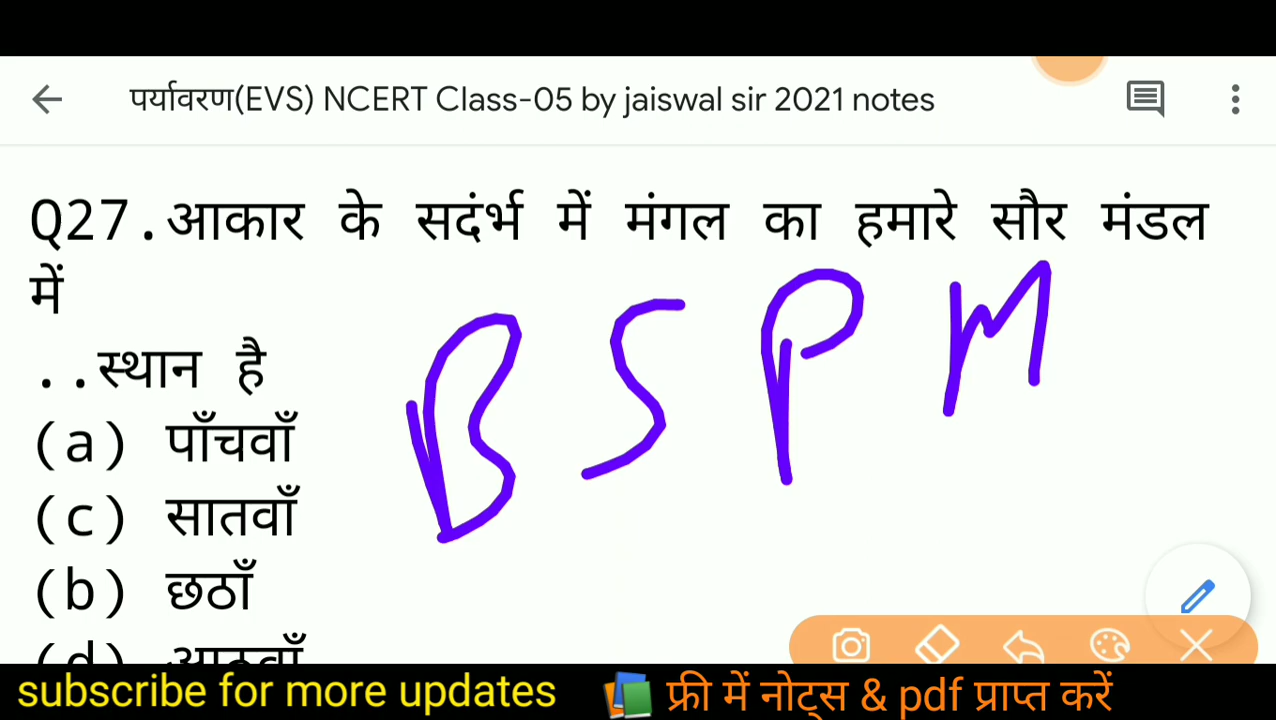 पर्यावरण(EVS) NCERT Class-05 by jaiswal sir 2021 notes
Q27.आकार के सदंर्भ में मंगल का हमारे सौर मंडल
में
..स्थान है
(a) पाँचवाँ
(c) सातवाँ
(b) छठाँ
(d) आठवाँ
B S P M
subscribe for more updates फ्री में नोट्स & pdf प्राप्त करें